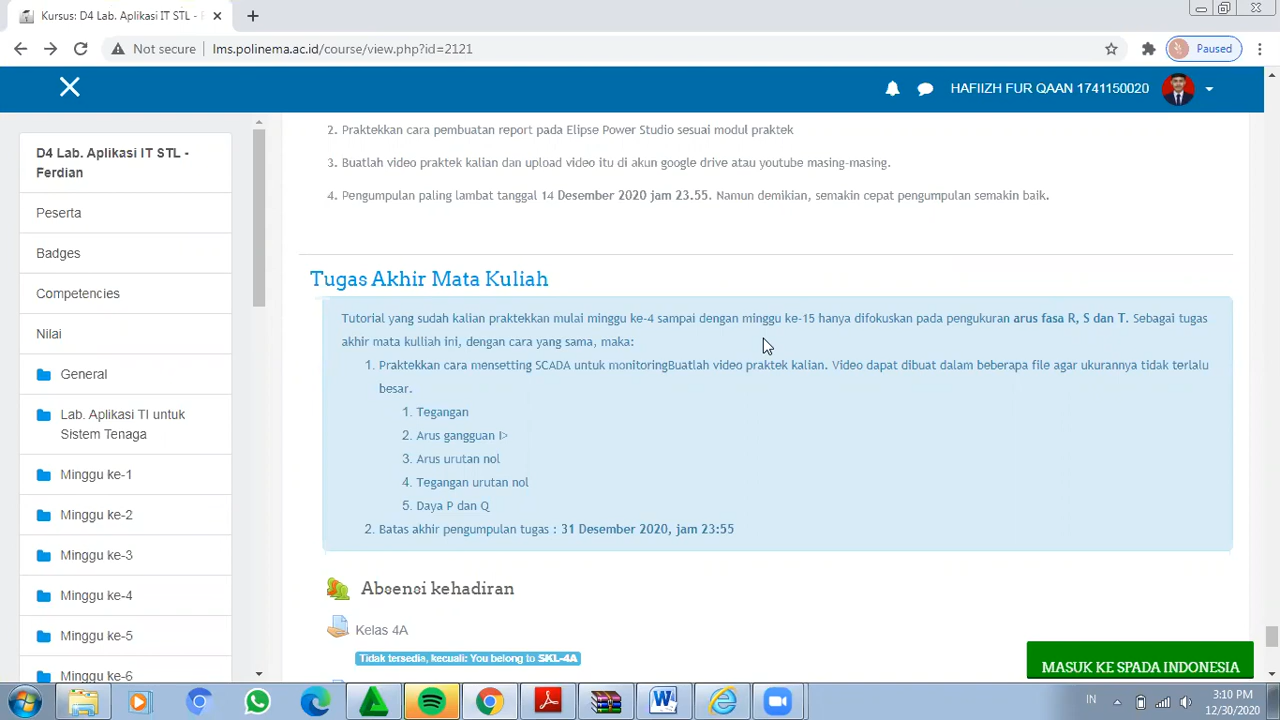 Kursus: D4 Lab. Aplikasi IT STL - F
Not secure
lms.polinema.ac.id/course/view.php?id=2121
Paused
HAFIIZH FUR QAAN 1741150020
D4 Lab. Aplikasi IT STL -
Ferdian
Peserta
Badges
Competencies
Nilai
General
Lab. Aplikasi TI untuk
Sistem Tenaga
Minggu ke-1
Minggu ke-2
Minggu ke-3
Minggu ke-4
Minggu ke-5
Minggu ke-6
2. Praktekkan cara pembuatan report pada Elipse Power Studio sesuai modul praktek
3. Buatlah video praktek kalian dan upload video itu di akun google drive atau youtube masing-masing.
4. Pengumpulan paling lambat tanggal 14 Desember 2020 jam 23.55. Namun demikian, semakin cepat pengumpulan semakin baik.
Tugas Akhir Mata Kuliah
Tutorial yang sudah kalian praktekkan mulai minggu ke-4 sampai dengan minggu ke-15 hanya difokuskan pada pengukuran arus fasa R, S dan T. Sebagai tugas
akhir mata kulliah ini, dengan cara yang sama, maka:
1. Praktekkan cara mensetting SCADA untuk monitoringBuatlah video praktek kalian. Video dapat dibuat dalam beberapa file agar ukurannya tidak terlalu
besar.
1. Tegangan
2. Arus gangguan I>
3. Arus urutan nol
4. Tegangan urutan nol
5. Daya P dan Q
2. Batas akhir pengumpulan tugas : 31 Desember 2020, jam 23:55
Absensi kehadiran
Kelas 4A
Tidak tersedia, kecuali: You belong to SKL-4A
MASUK KE SPADA INDONESIA
IN
3:10 PM
12/30/2020